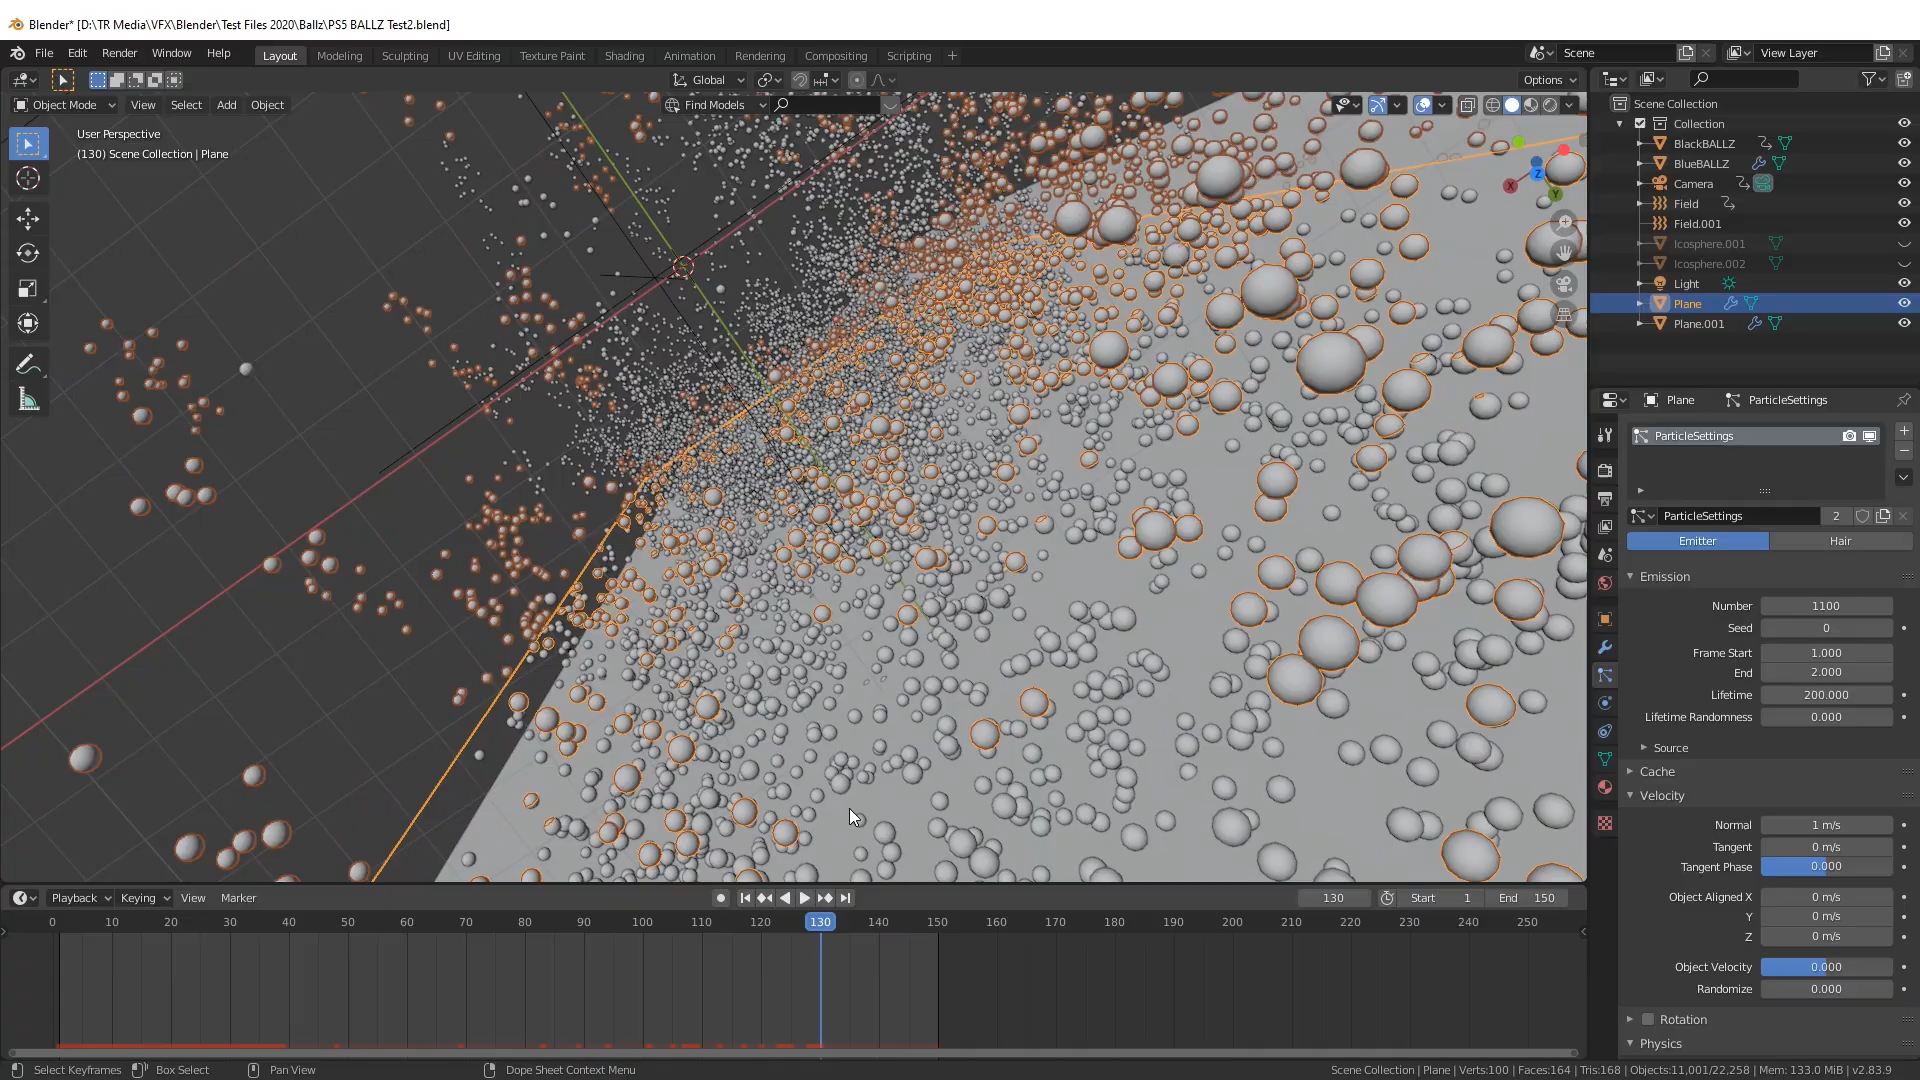 Blender* [D:\TR Media\VFX\Blender\Test Files 2020\Ballz\PS5 BALLZ Test2.blend]
File Edit Render Window Help Layout Modeling Sculpting UV Editing Texture Paint Shading Animation Rendering Compositing Scripting + Scene View Layer
Global Options
Object Mode View Select Add Object Find Models
User Perspective
(130) Scene Collection | Plane
X
Z
Y
Scene Collection
Collection
BlackBALLZ
BlueBALLZ
Camera
Field
Field.001
Icosphere.001
Icosphere.002
Light
Plane
Plane.001
Plane ParticleSettings
ParticleSettings
ParticleSettings 2
Emitter Hair
Emission
Number 1100
Seed 0
Frame Start 1.000
End 2.000
Lifetime 200.000
Lifetime Randomness 0.000
Source
Cache
Velocity
Normal 1 m/s
Tangent 0 m/s
Tangent Phase 0.000
Object Aligned X 0 m/s
Y 0 m/s
Z 0 m/s
Object Velocity 0.000
Randomize 0.000
Rotation
Physics
Playback Keying View Marker 130 Start 1 End 150
0 10 20 30 40 50 60 70 80 90 100 110 120 130 140 150 160 170 180 190 200 210 220 230 240 250
Select Keyframes Box Select Pan View Dope Sheet Context Menu Scene Collection | Plane | Verts:100 | Faces:164 | Tris:168 | Objects:11,001/22,258 | Mem: 133.0 MiB | v2.83.9